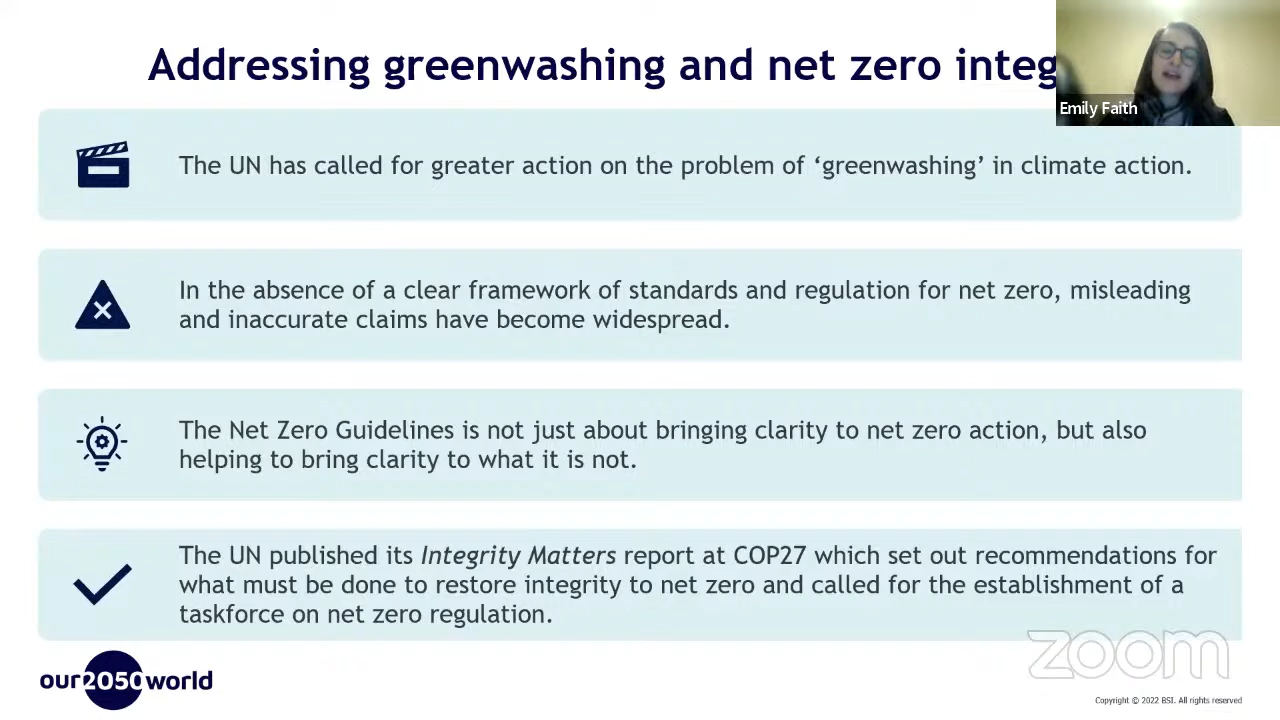 Addressing greenwashing and net zero integ
Emily Faith
The UN has called for greater action on the problem of ‘greenwashing’ in climate action.
In the absence of a clear framework of standards and regulation for net zero, misleading
and inaccurate claims have become widespread.
The Net Zero Guidelines is not just about bringing clarity to net zero action, but also
helping to bring clarity to what it is not.
The UN published its Integrity Matters report at COP27 which set out recommendations for
what must be done to restore integrity to net zero and called for the establishment of a
taskforce on net zero regulation.
zoom
our2050world
Copyright © 2022 BSI. All rights reserved